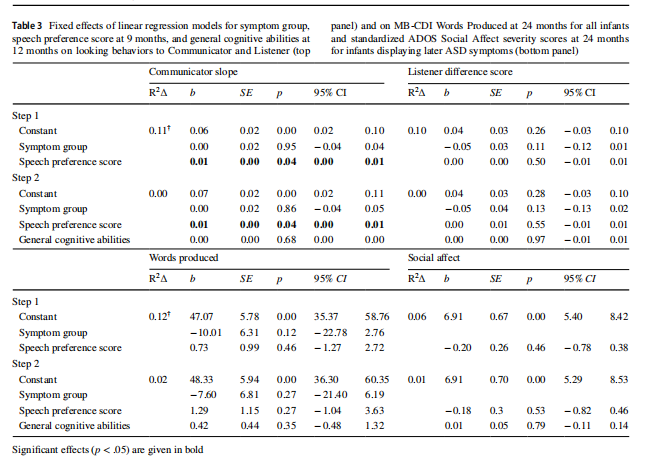 Table 3 Fixed effects of linear regression models for symptom group,
speech preference score at 9 months, and general cognitive abilities at
12 months on looking behaviors to Communicator and Listener (top
panel) and on MB-CDI Words Produced at 24 months for all infants
and standardized ADOS Social Affect severity scores at 24 months
for infants displaying later ASD symptoms (bottom panel)
Communicator slope Listener difference score
R²Δ b SE p 95% CI R²Δ b SE p 95% CI
Step 1
Constant 0.11† 0.06 0.02 0.00 0.02 0.10 0.10 0.04 0.03 0.26 −0.03 0.10
Symptom group 0.00 0.02 0.95 −0.04 0.04 −0.05 0.03 0.11 −0.12 0.01
Speech preference score 0.01 0.00 0.04 0.00 0.01 0.00 0.00 0.50 −0.01 0.01
Step 2
Constant 0.00 0.07 0.02 0.00 0.02 0.11 0.00 0.04 0.03 0.28 −0.03 0.10
Symptom group 0.00 0.02 0.86 −0.04 0.05 −0.05 0.04 0.13 −0.13 0.02
Speech preference score 0.01 0.00 0.04 0.00 0.01 0.00 0.01 0.55 −0.01 0.01
General cognitive abilities 0.00 0.00 0.68 0.00 0.00 0.00 0.00 0.97 −0.01 0.01
Words produced Social affect
R²Δ b SE p 95% CI R²Δ b SE p 95% CI
Step 1
Constant 0.12† 47.07 5.78 0.00 35.37 58.76 0.06 6.91 0.67 0.00 5.40 8.42
Symptom group −10.01 6.31 0.12 −22.78 2.76
Speech preference score 0.73 0.99 0.46 −1.27 2.72 −0.20 0.26 0.46 −0.78 0.38
Step 2
Constant 0.02 48.33 5.94 0.00 36.30 60.35 0.01 6.91 0.70 0.00 5.29 8.53
Symptom group −7.60 6.81 0.27 −21.40 6.19
Speech preference score 1.29 1.15 0.27 −1.04 3.63 −0.18 0.3 0.53 −0.82 0.46
General cognitive abilities 0.42 0.44 0.35 −0.48 1.32 0.01 0.05 0.79 −0.11 0.14
Significant effects (p < .05) are given in bold